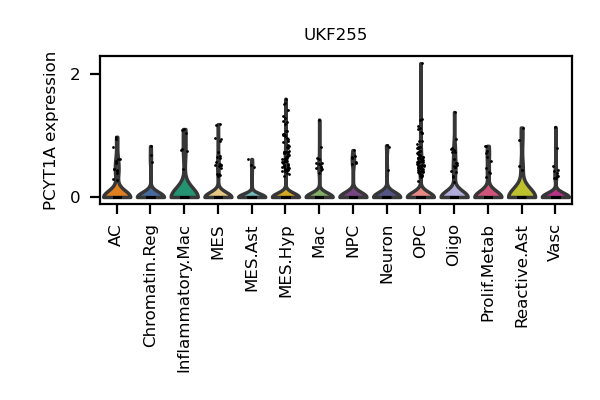 UKF255
PCYT1A expression
2
0
AC
Chromatin.Reg
Inflammatory.Mac
MES
MES.Ast
MES.Hyp
Mac
NPC
Neuron
OPC
Oligo
Prolif.Metab
Reactive.Ast
Vasc